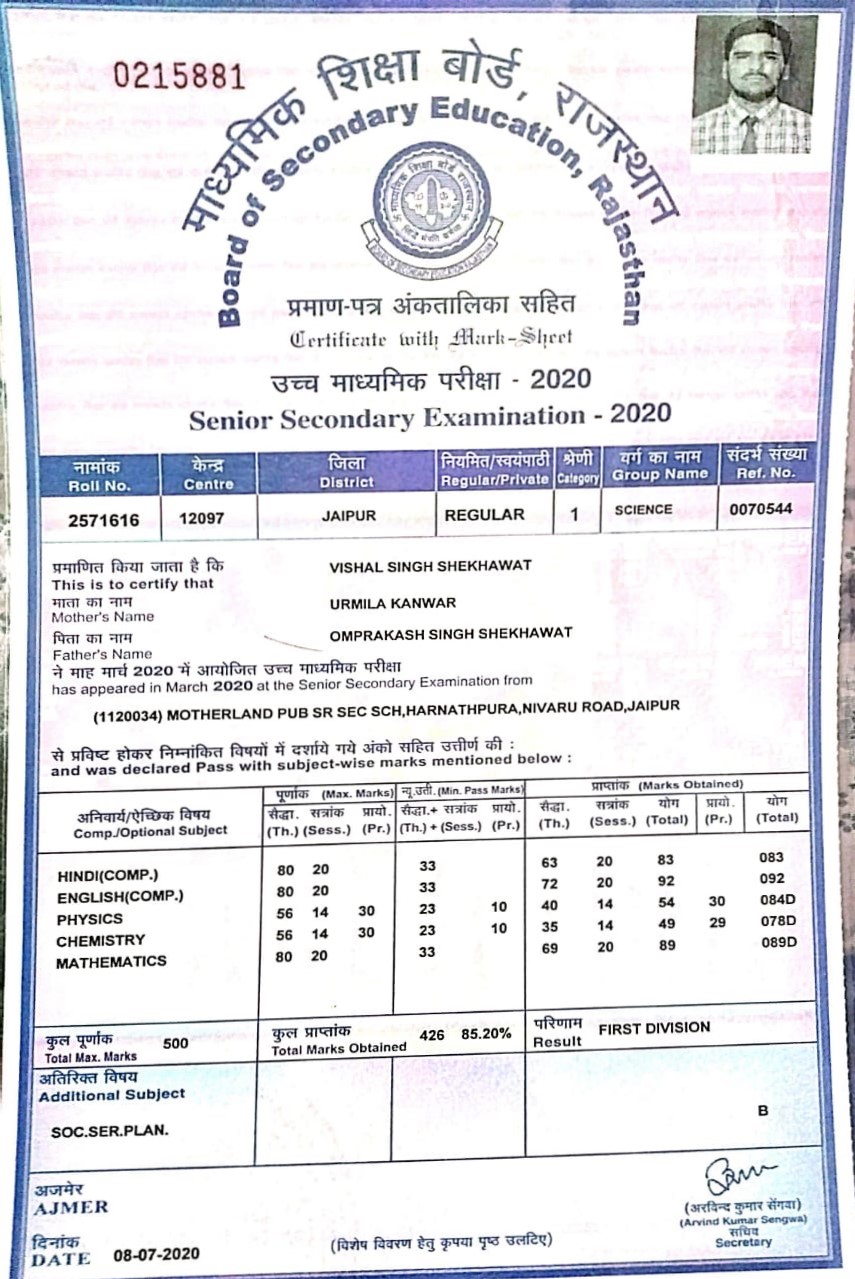 0215881
माध्यमिक शिक्षा बोर्ड, राजस्थान
Board of Secondary Education, Rajasthan
प्रमाण-पत्र अंकतालिका सहित
Certificate with Mark-Sheet
उच्च माध्यमिक परीक्षा - 2020
Senior Secondary Examination - 2020
नामांक केन्द्र जिला नियमित/स्वयंपाठी श्रेणी वर्ग का नाम संदर्भ संख्या
Roll No. Centre District Regular/Private Category Group Name Ref. No.
2571616 12097 JAIPUR REGULAR 1 SCIENCE 0070544
प्रमाणित किया जाता है कि VISHAL SINGH SHEKHAWAT
This is to certify that
माता का नाम URMILA KANWAR
Mother's Name
पिता का नाम OMPRAKASH SINGH SHEKHAWAT
Father's Name
ने माह मार्च 2020 में आयोजित उच्च माध्यमिक परीक्षा
has appeared in March 2020 at the Senior Secondary Examination from
(1120034) MOTHERLAND PUB SR SEC SCH,HARNATHPURA,NIVARU ROAD,JAIPUR
से प्रविष्ट होकर निम्नांकित विषयों में दर्शाये गये अंको सहित उत्तीर्ण की :
and was declared Pass with subject-wise marks mentioned below :
पूर्णांक (Max. Marks) न्यू.उर्ती. (Min. Pass Marks) प्राप्तांक (Marks Obtained)
अनिवार्य/ऐच्छिक विषय सैद्धा. सत्रांक प्रायो. सैद्धा.+ सत्रांक प्रायो. सैद्धा. सत्रांक योग प्रायो. योग
Comp./Optional Subject (Th.) (Sess.) (Pr.) (Th.) + (Sess.) (Pr.) (Th.) (Sess.) (Total) (Pr.) (Total)
HINDI(COMP.) 80 20 33 63 20 83 083
ENGLISH(COMP.) 80 20 33 72 20 92 092
PHYSICS 56 14 30 23 10 40 14 54 30 084D
CHEMISTRY 56 14 30 23 10 35 14 49 29 078D
MATHEMATICS 80 20 33 69 20 89 089D
कुल पूर्णांक 500 कुल प्राप्तांक 426 85.20% परिणाम FIRST DIVISION
Total Max. Marks Total Marks Obtained Result
अतिरिक्त विषय
Additional Subject
SOC.SER.PLAN. B
अजमेर
AJMER
(अरविन्द कुमार सेंगवा)
(Arvind Kumar Sengwa)
सचिव
Secretary
दिनांक
DATE 08-07-2020
(विशेष विवरण हेतु कृपया पृष्ठ उलटिए)